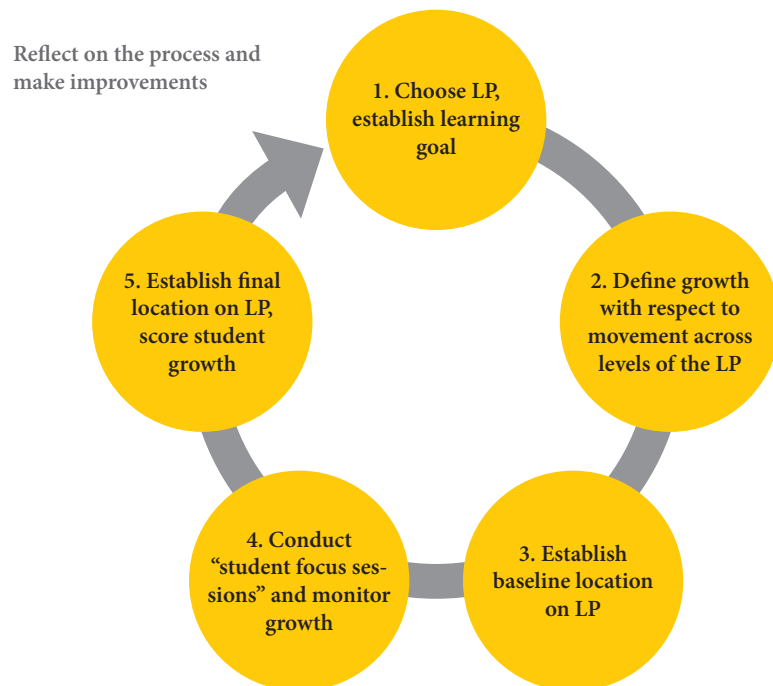 Reflect on the process and
make improvements
1. Choose LP,
establish learning
goal
2. Define growth
with respect to
movement across
levels of the LP
3. Establish
baseline location
on LP
4. Conduct
“student focus ses-
sions” and monitor
growth
5. Establish final
location on LP,
score student
growth